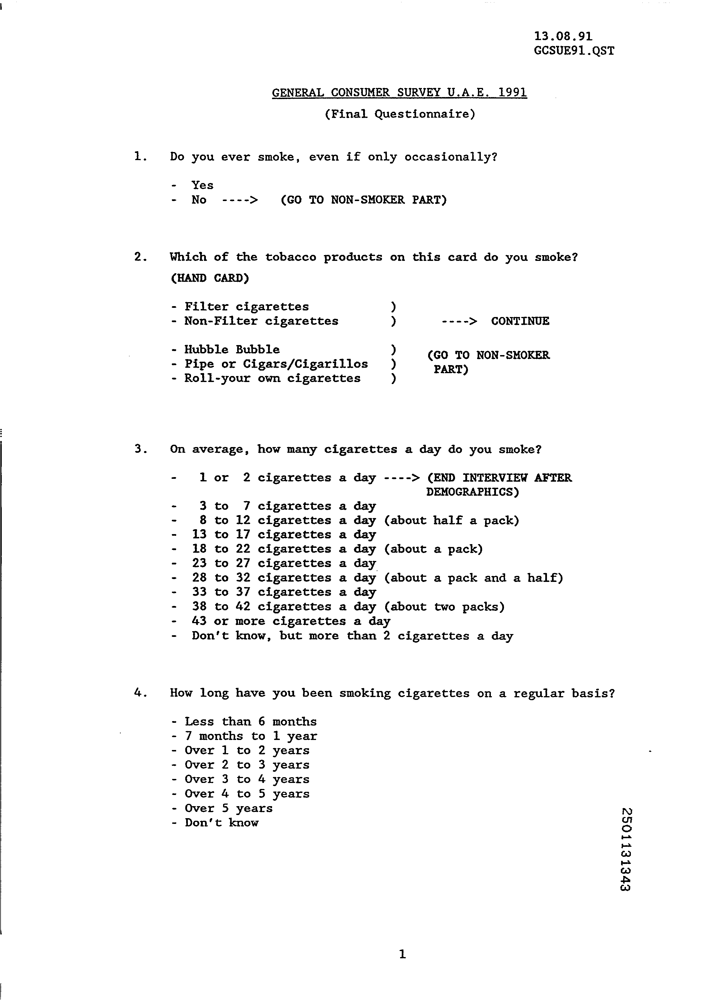 13.08.91
GCSUE91.QST
GENERAL CONSUMER SURVEY U.A.E. 1991
(Final Questionnaire)
1. Do you ever smoke, even if only occasionally?
- Yes
- No ----> (GO TO NON-SMOKER PART)
2. Which of the tobacco products on this card do you smoke?
(HAND CARD)
- Filter cigarettes )
- Non-Filter cigarettes ) ----> CONTINUE
- Hubble Bubble ) (GO TO NON-SMOKER
- Pipe or Cigars/Cigarillos ) PART)
- Roll-your own cigarettes )
3. On average, how many cigarettes a day do you smoke?
- 1 or 2 cigarettes a day ----> (END INTERVIEW AFTER
DEMOGRAPHICS)
- 3 to 7 cigarettes a day
- 8 to 12 cigarettes a day (about half a pack)
- 13 to 17 cigarettes a day
- 18 to 22 cigarettes a day (about a pack)
- 23 to 27 cigarettes a day
- 28 to 32 cigarettes a day (about a pack and a half)
- 33 to 37 cigarettes a day
- 38 to 42 cigarettes a day (about two packs)
- 43 or more cigarettes a day
- Don't know, but more than 2 cigarettes a day
4. How long have you been smoking cigarettes on a regular basis?
- Less than 6 months
- 7 months to 1 year
- Over 1 to 2 years
- Over 2 to 3 years
- Over 3 to 4 years
- Over 4 to 5 years
- Over 5 years
- Don't know
2501131343
1